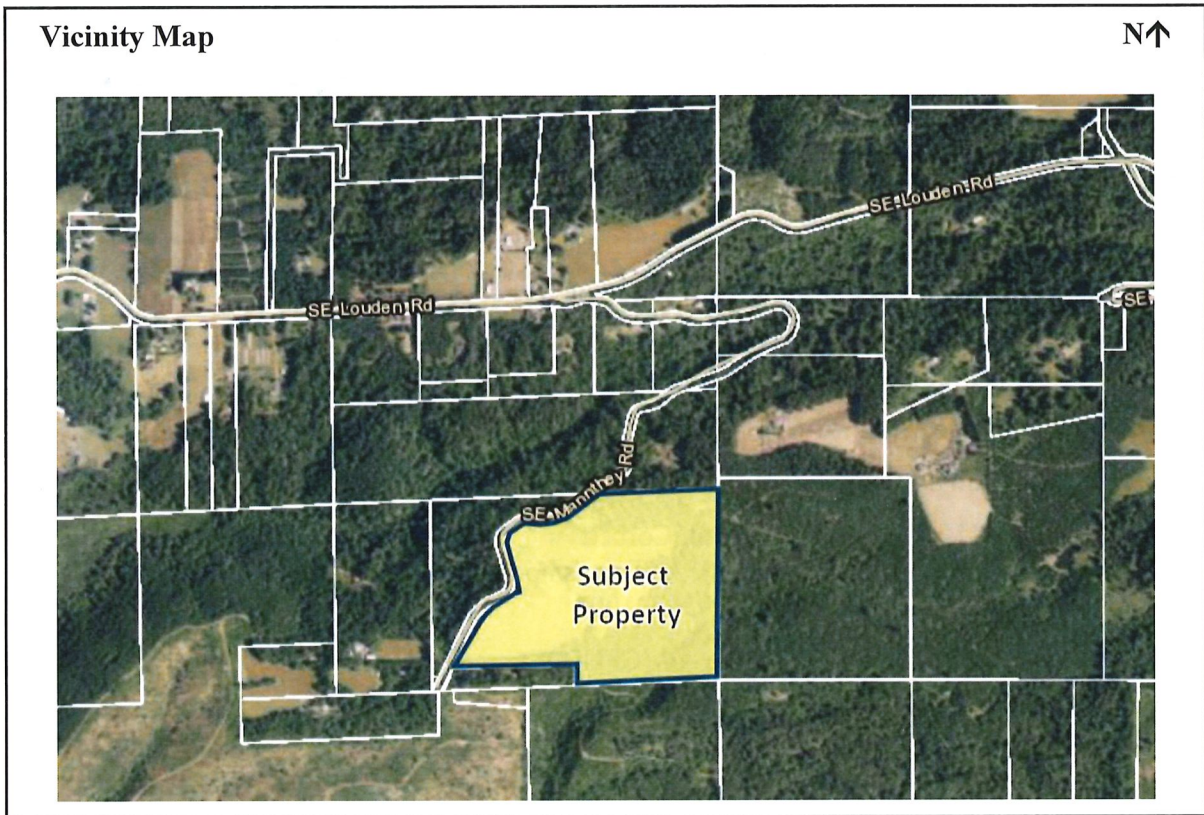 Vicinity Map
N↑
SE Louden Rd
SE Louden Rd
SE
SE Mannthey Rd
Subject
Property